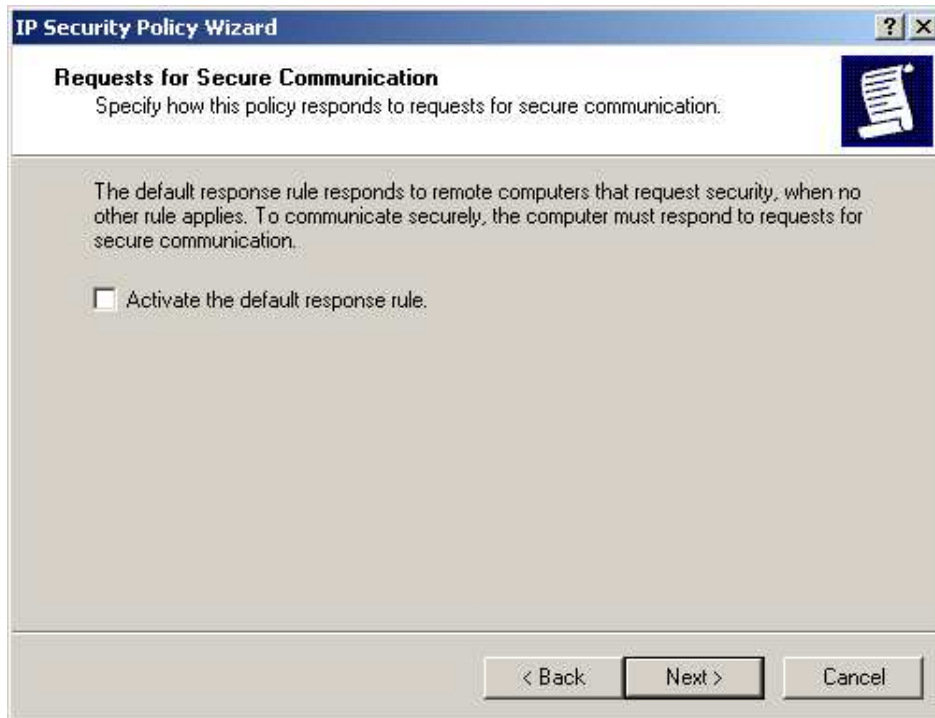 IP Security Policy Wizard
Requests for Secure Communication
Specify how this policy responds to requests for secure communication.
The default response rule responds to remote computers that request security, when no
other rule applies. To communicate securely, the computer must respond to requests for
secure communication.
Activate the default response rule.
< Back Next > Cancel